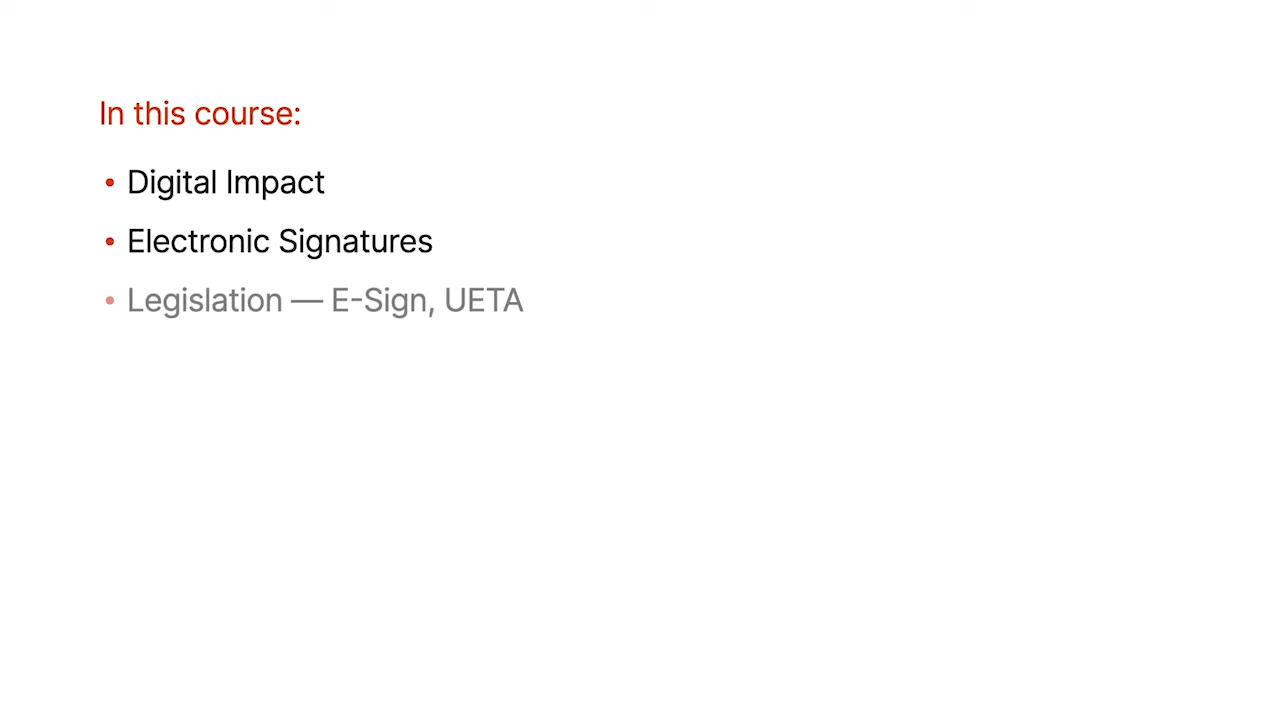 In this course:
• Digital Impact
• Electronic Signatures
• Legislation — E-Sign, UETA